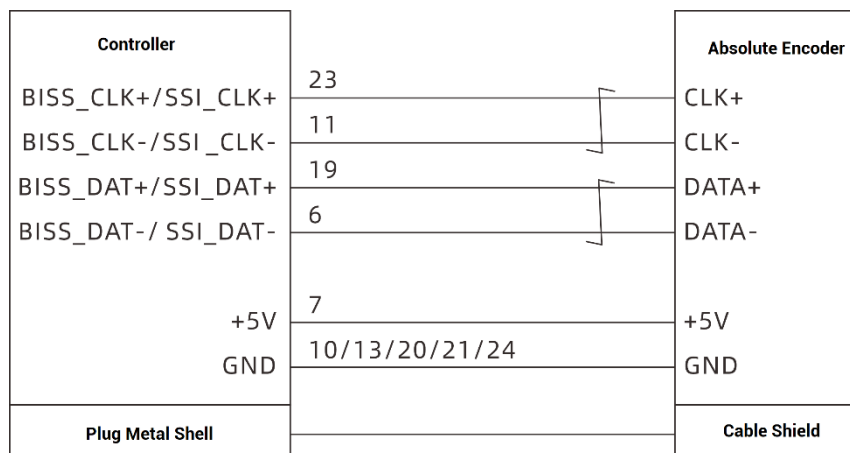 Controller
Absolute Encoder
BISS_CLK+/SSI_CLK+ 23 CLK+
BISS_CLK-/SSI_CLK- 11 CLK-
BISS_DAT+/SSI_DAT+ 19 DATA+
BISS_DAT-/ SSI_DAT- 6 DATA-
+5V 7 +5V
GND 10/13/20/21/24 GND
Plug Metal Shell
Cable Shield